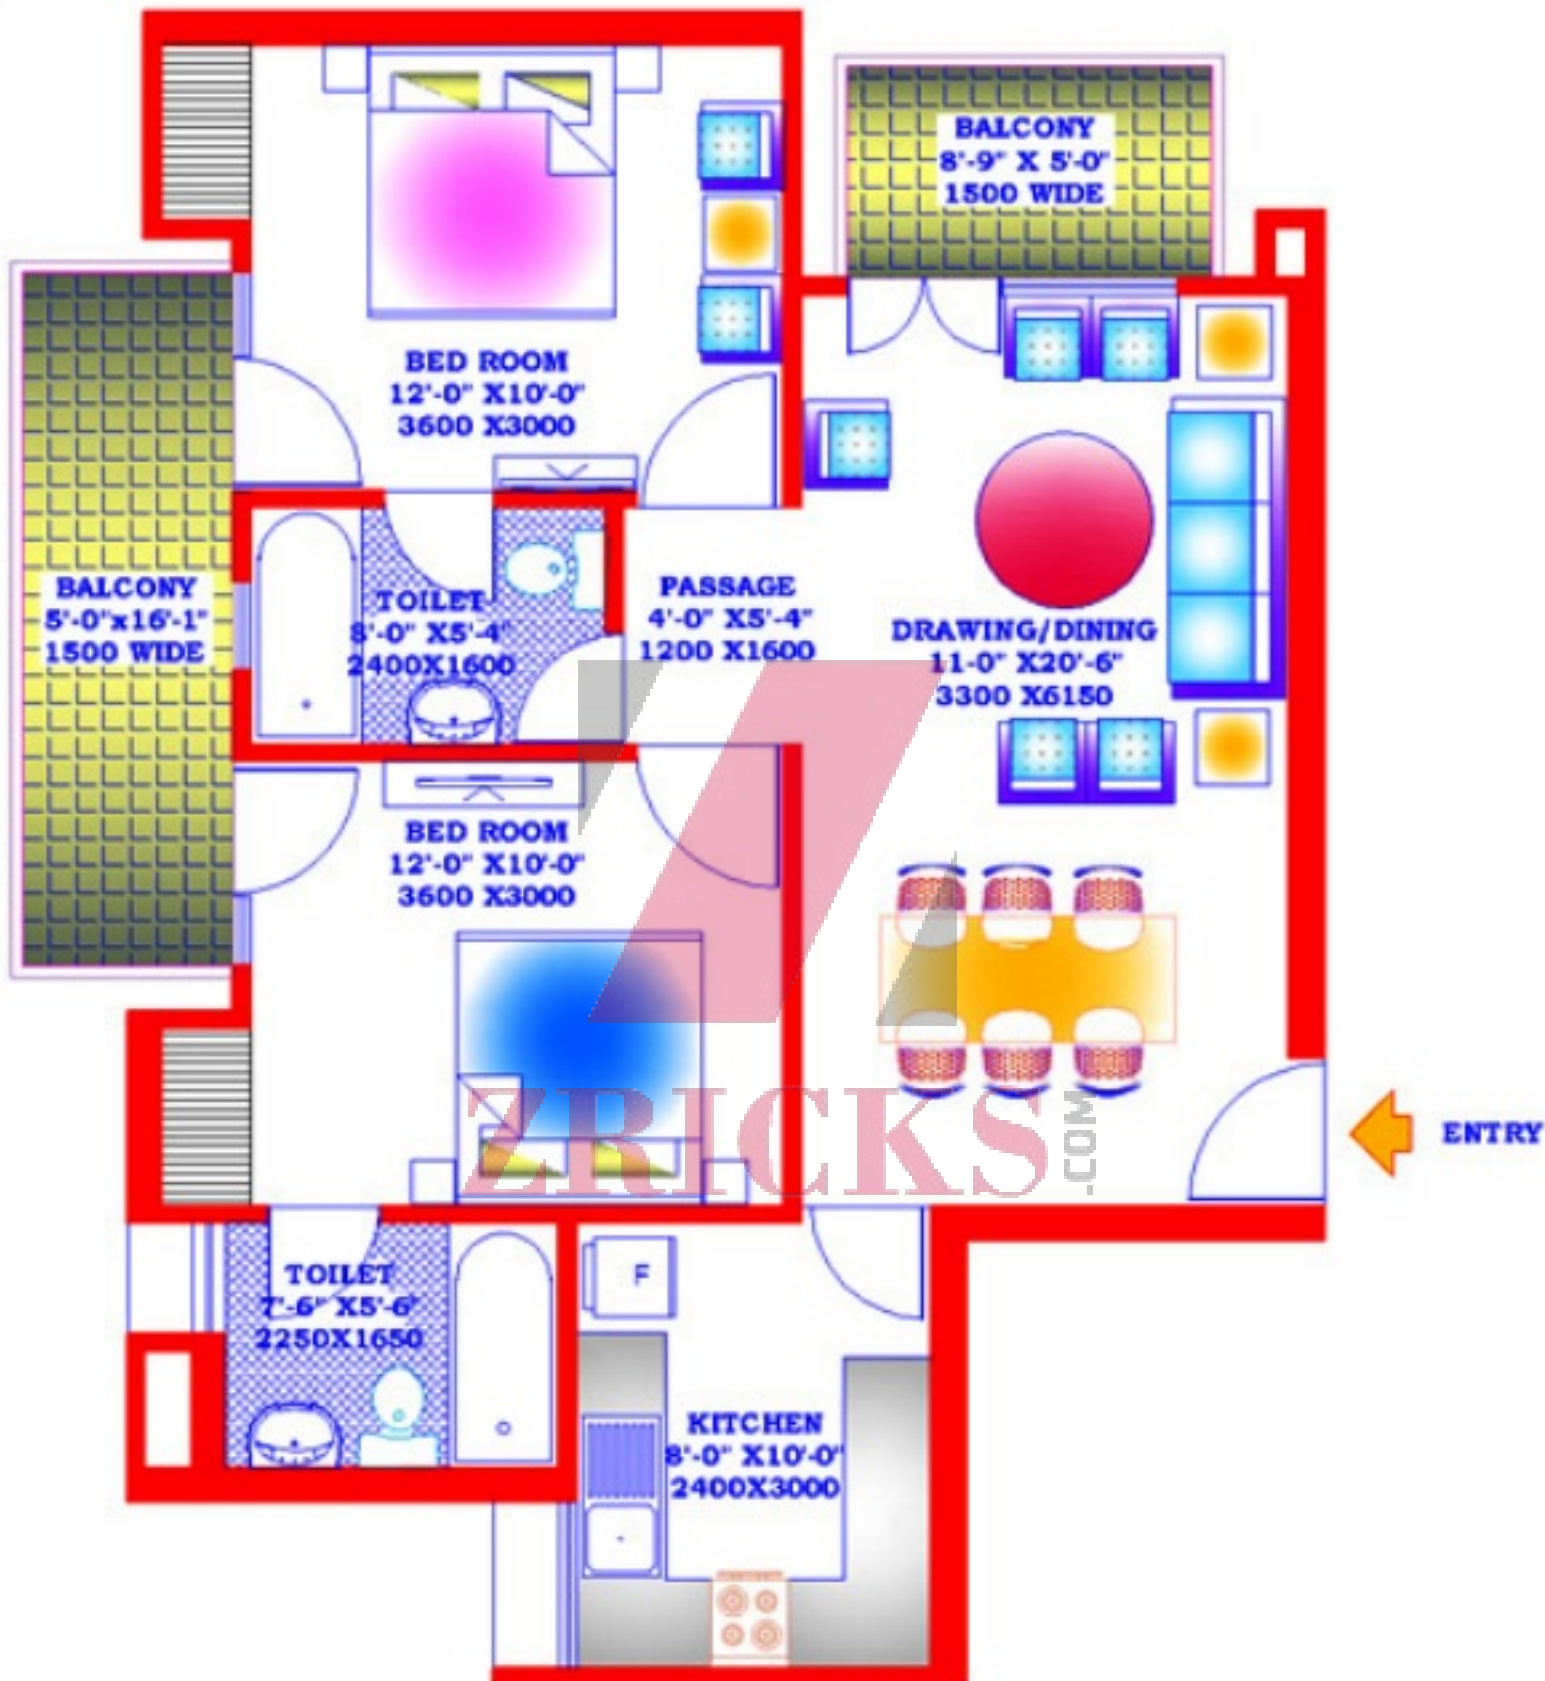 BALCONY
8'-9" X 5'-0"
1500 WIDE
BED ROOM
12'-0" X10'-0"
3600 X3000
BALCONY
5'-0"x16'-1"
1500 WIDE
TOILET
8'-0" X5'-4"
2400X1600
PASSAGE
4'-0" X5'-4"
1200 X1600
DRAWING/DINING
11-0" X20'-6"
3300 X6150
BED ROOM
12'-0" X10'-0"
3600 X3000
ENTRY
ZRICKS
.COM
TOILET
7'-6" X5'-6"
2250X1650
F
KITCHEN
8'-0" X10'-0"
2400X3000